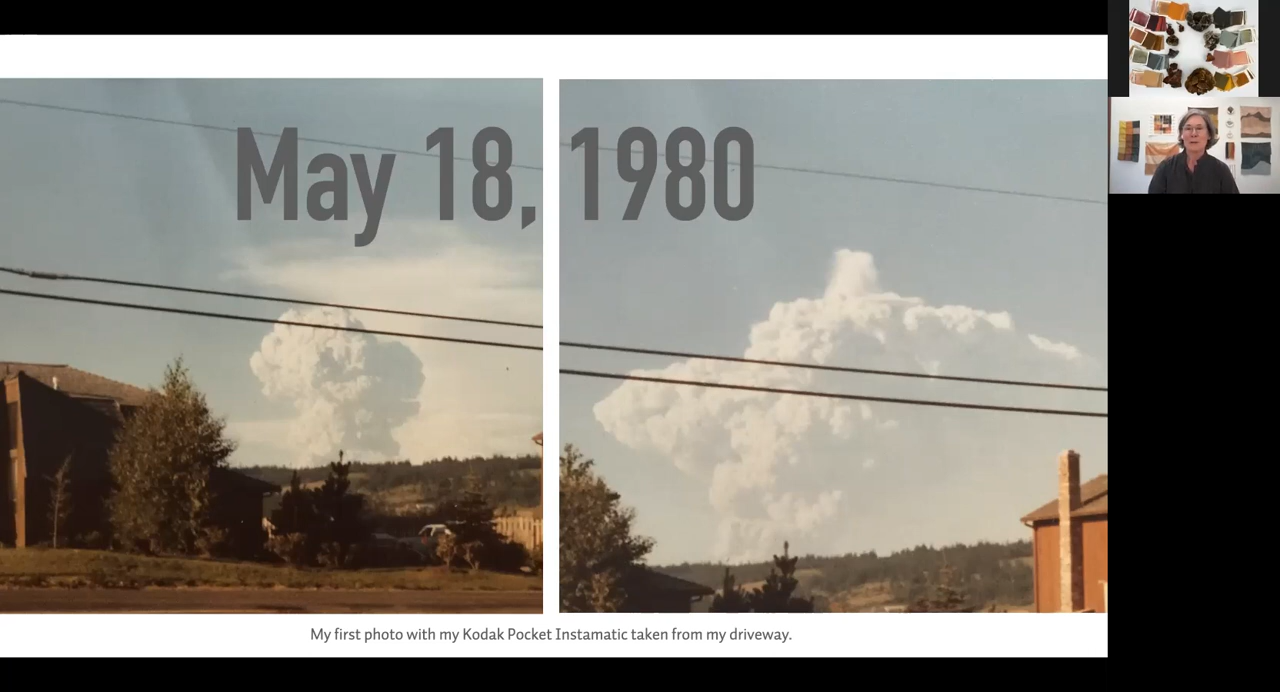 May 18, 1980
My first photo with my Kodak Pocket Instamatic taken from my driveway.